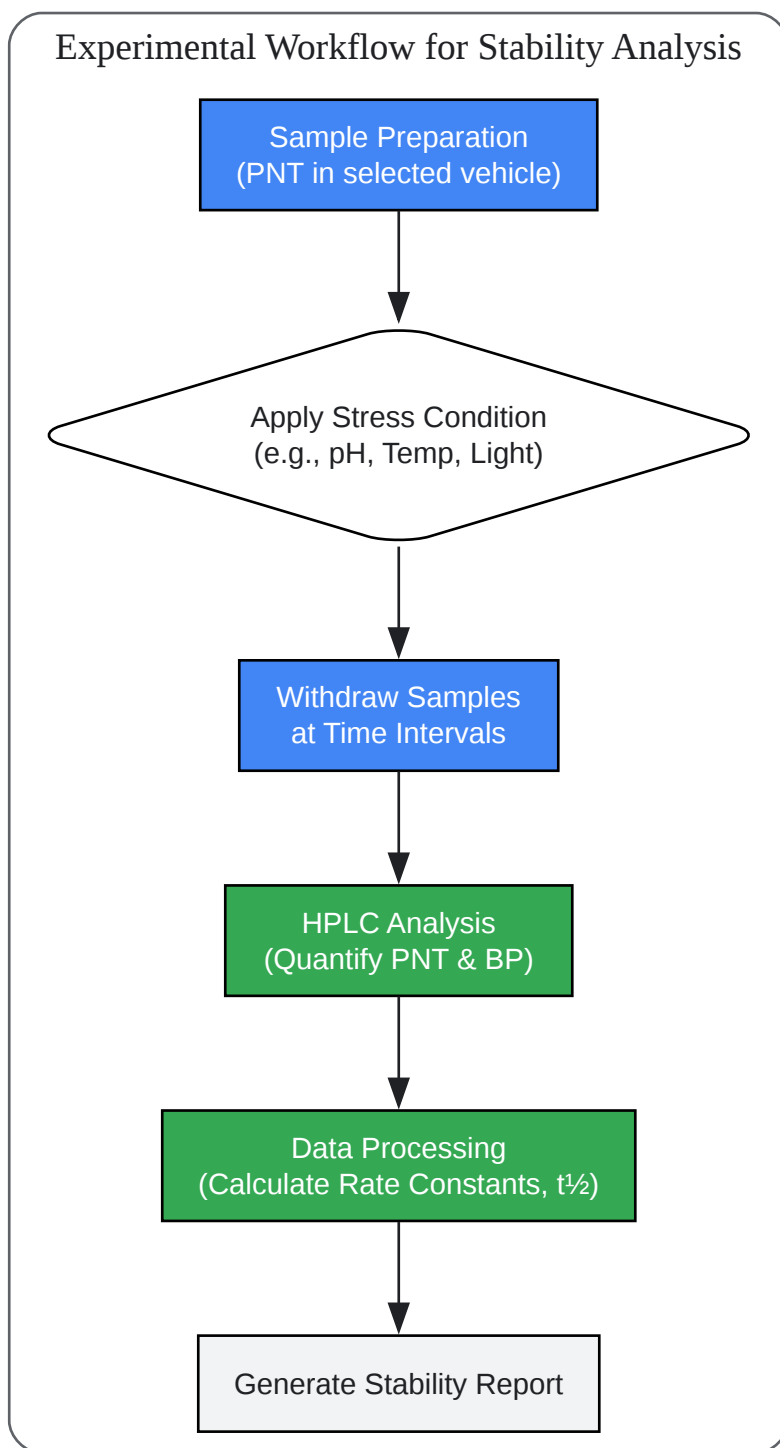 Experimental Workflow for Stability Analysis
Sample Preparation
(PNT in selected vehicle)
Apply Stress Condition
(e.g., pH, Temp, Light)
Withdraw Samples
at Time Intervals
HPLC Analysis
(Quantify PNT & BP)
Data Processing
(Calculate Rate Constants, t½)
Generate Stability Report